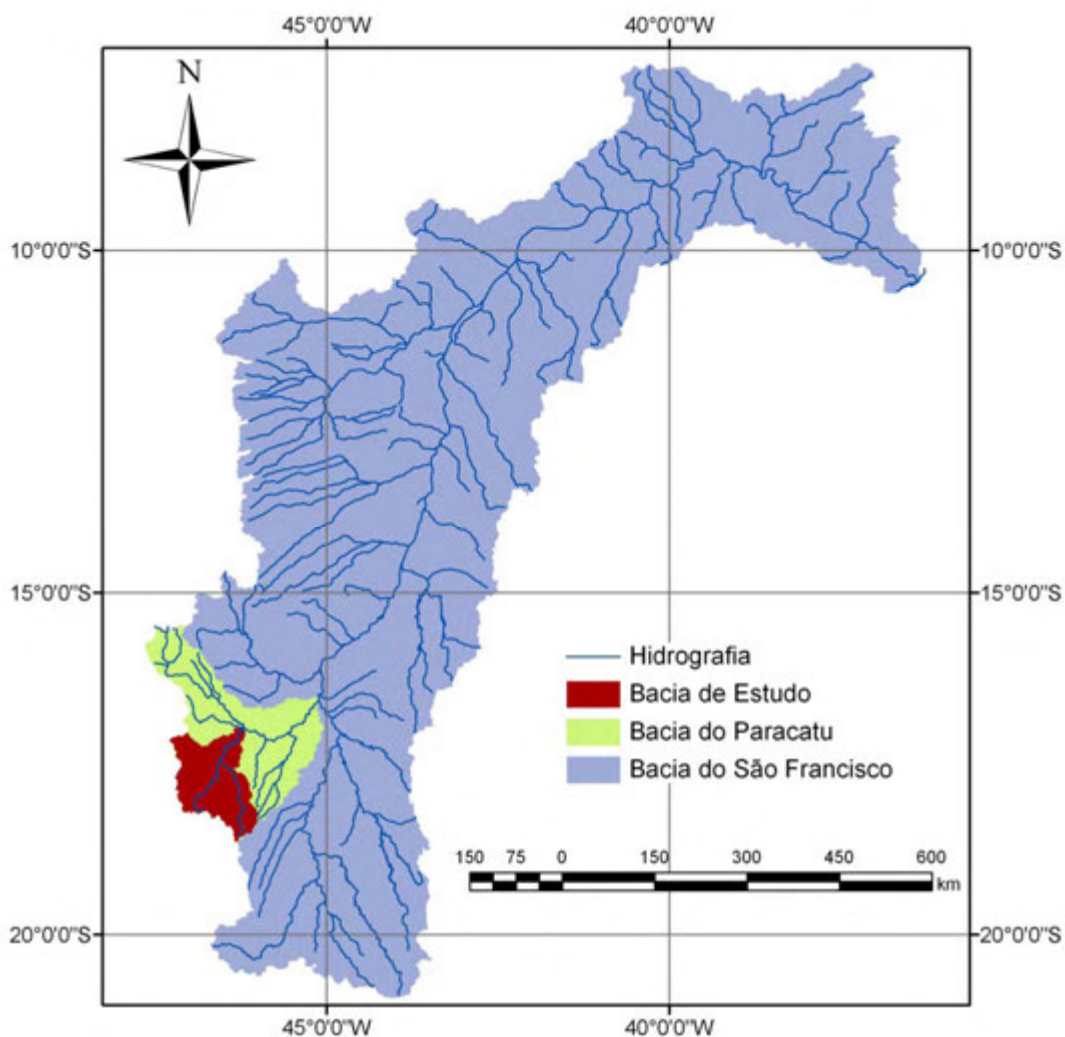 45°0'0"W 40°0'0"W
N
10°0'0"S 10°0'0"S
15°0'0"S 15°0'0"S
Hidrografia
Bacia de Estudo
Bacia do Paracatu
Bacia do São Francisco
150 75 0 150 300 450 600
km
20°0'0"S 20°0'0"S
45°0'0"W 40°0'0"W